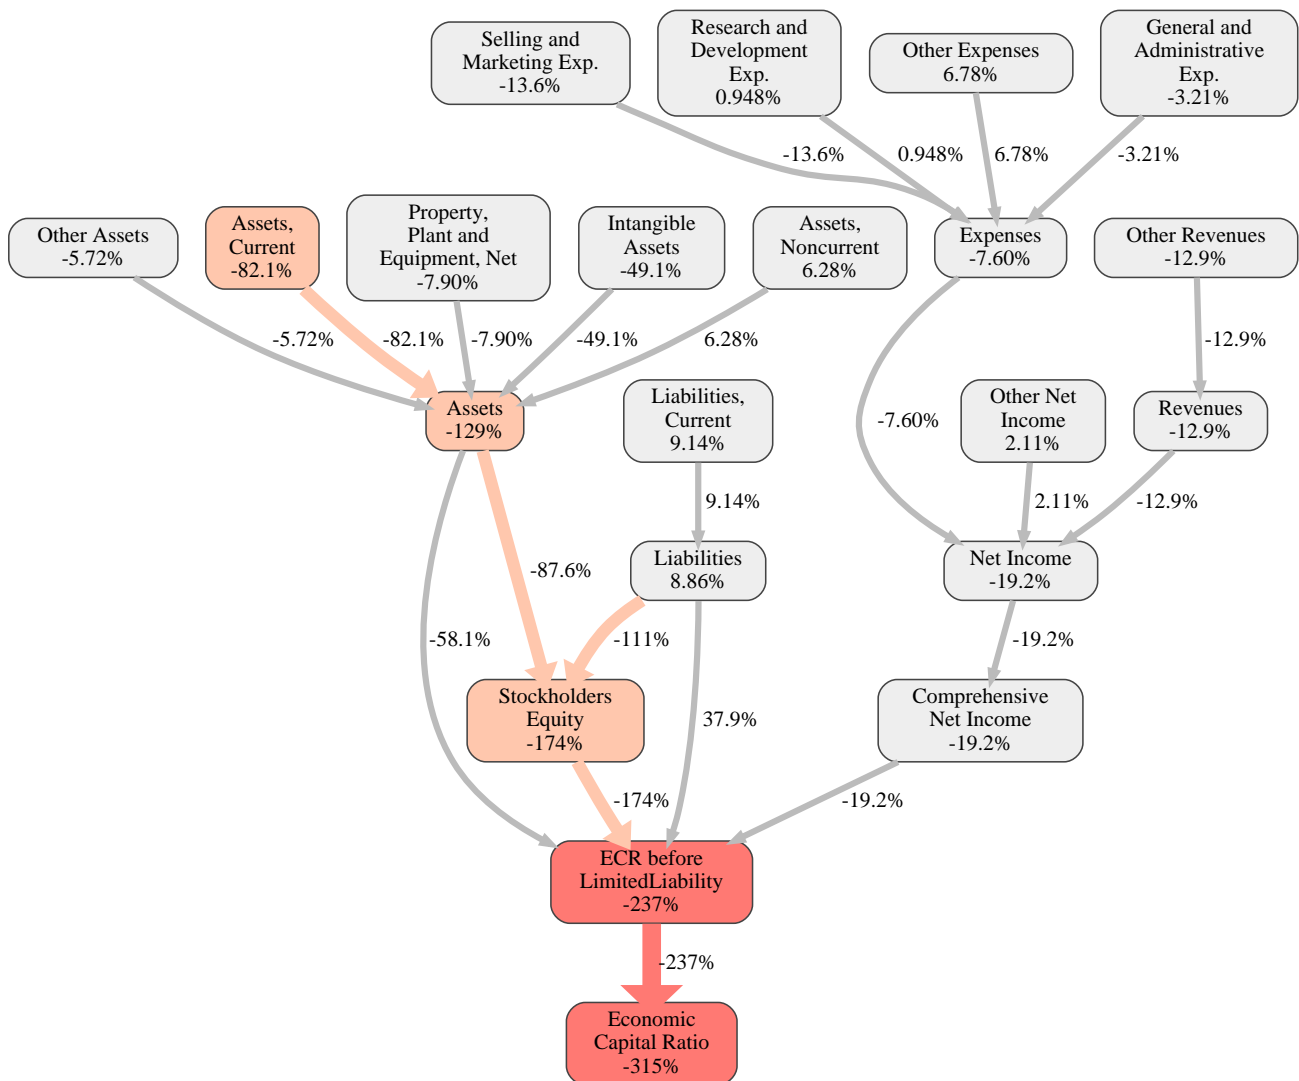 Selling and
Marketing Exp.
-13.6%
Research and
Development
Exp.
0.948%
Other Expenses
6.78%
General and
Administrative
Exp.
-3.21%
-13.6%
0.948%
6.78%
-3.21%
Other Assets
-5.72%
Assets,
Current
-82.1%
Property,
Plant and
Equipment, Net
-7.90%
Intangible
Assets
-49.1%
Assets,
Noncurrent
6.28%
Expenses
-7.60%
Other Revenues
-12.9%
-5.72%
-82.1%
-7.90%
-49.1%
6.28%
-12.9%
Assets
-129%
Liabilities,
Current
9.14%
-7.60%
Other Net
Income
2.11%
Revenues
-12.9%
9.14%
2.11%
-12.9%
-87.6%
Liabilities
8.86%
Net Income
-19.2%
-58.1%
-111%
-19.2%
Stockholders
Equity
-174%
37.9%
Comprehensive
Net Income
-19.2%
-174%
-19.2%
ECR before
LimitedLiability
-237%
-237%
Economic
Capital Ratio
-315%